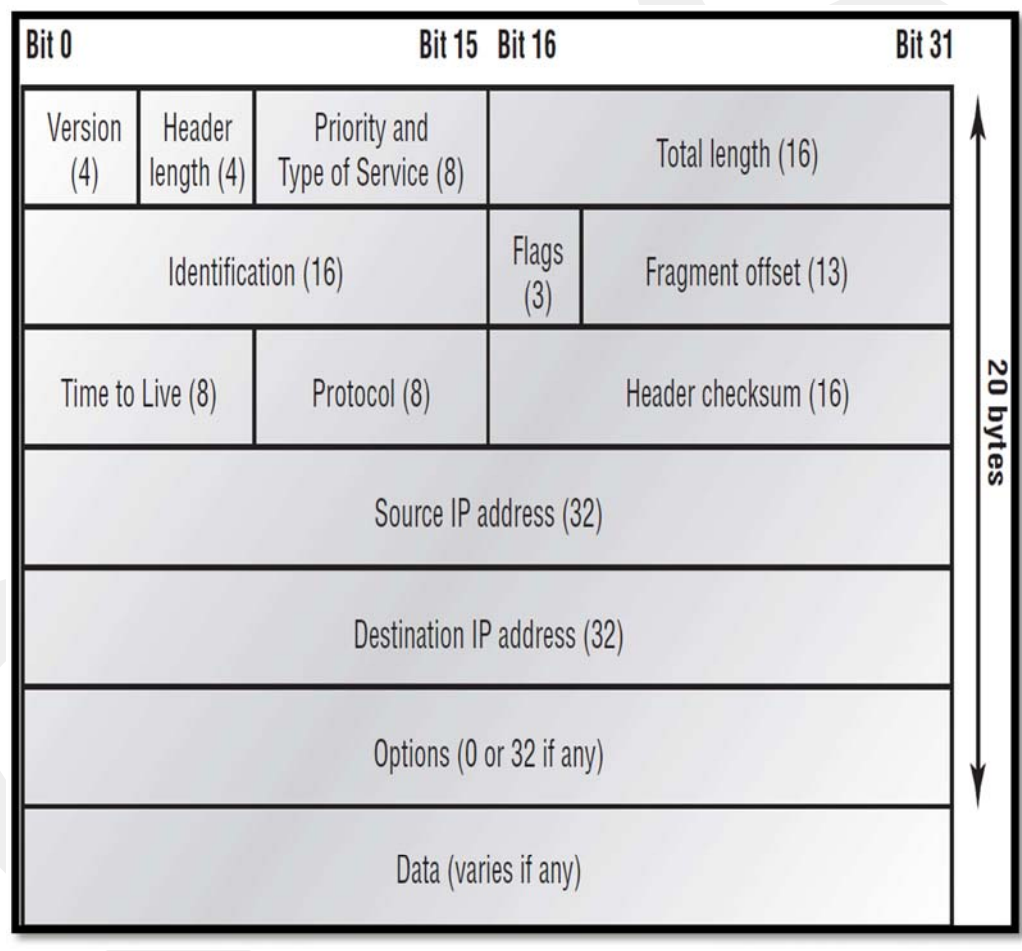 Bit 0 Bit 15 Bit 16 Bit 31
Version
(4)
Header
length (4)
Priority and
Type of Service (8)
Total length (16)
Identification (16)
Flags
(3)
Fragment offset (13)
Time to Live (8)
Protocol (8)
Header checksum (16)
Source IP address (32)
Destination IP address (32)
Options (0 or 32 if any)
Data (varies if any)
20 bytes